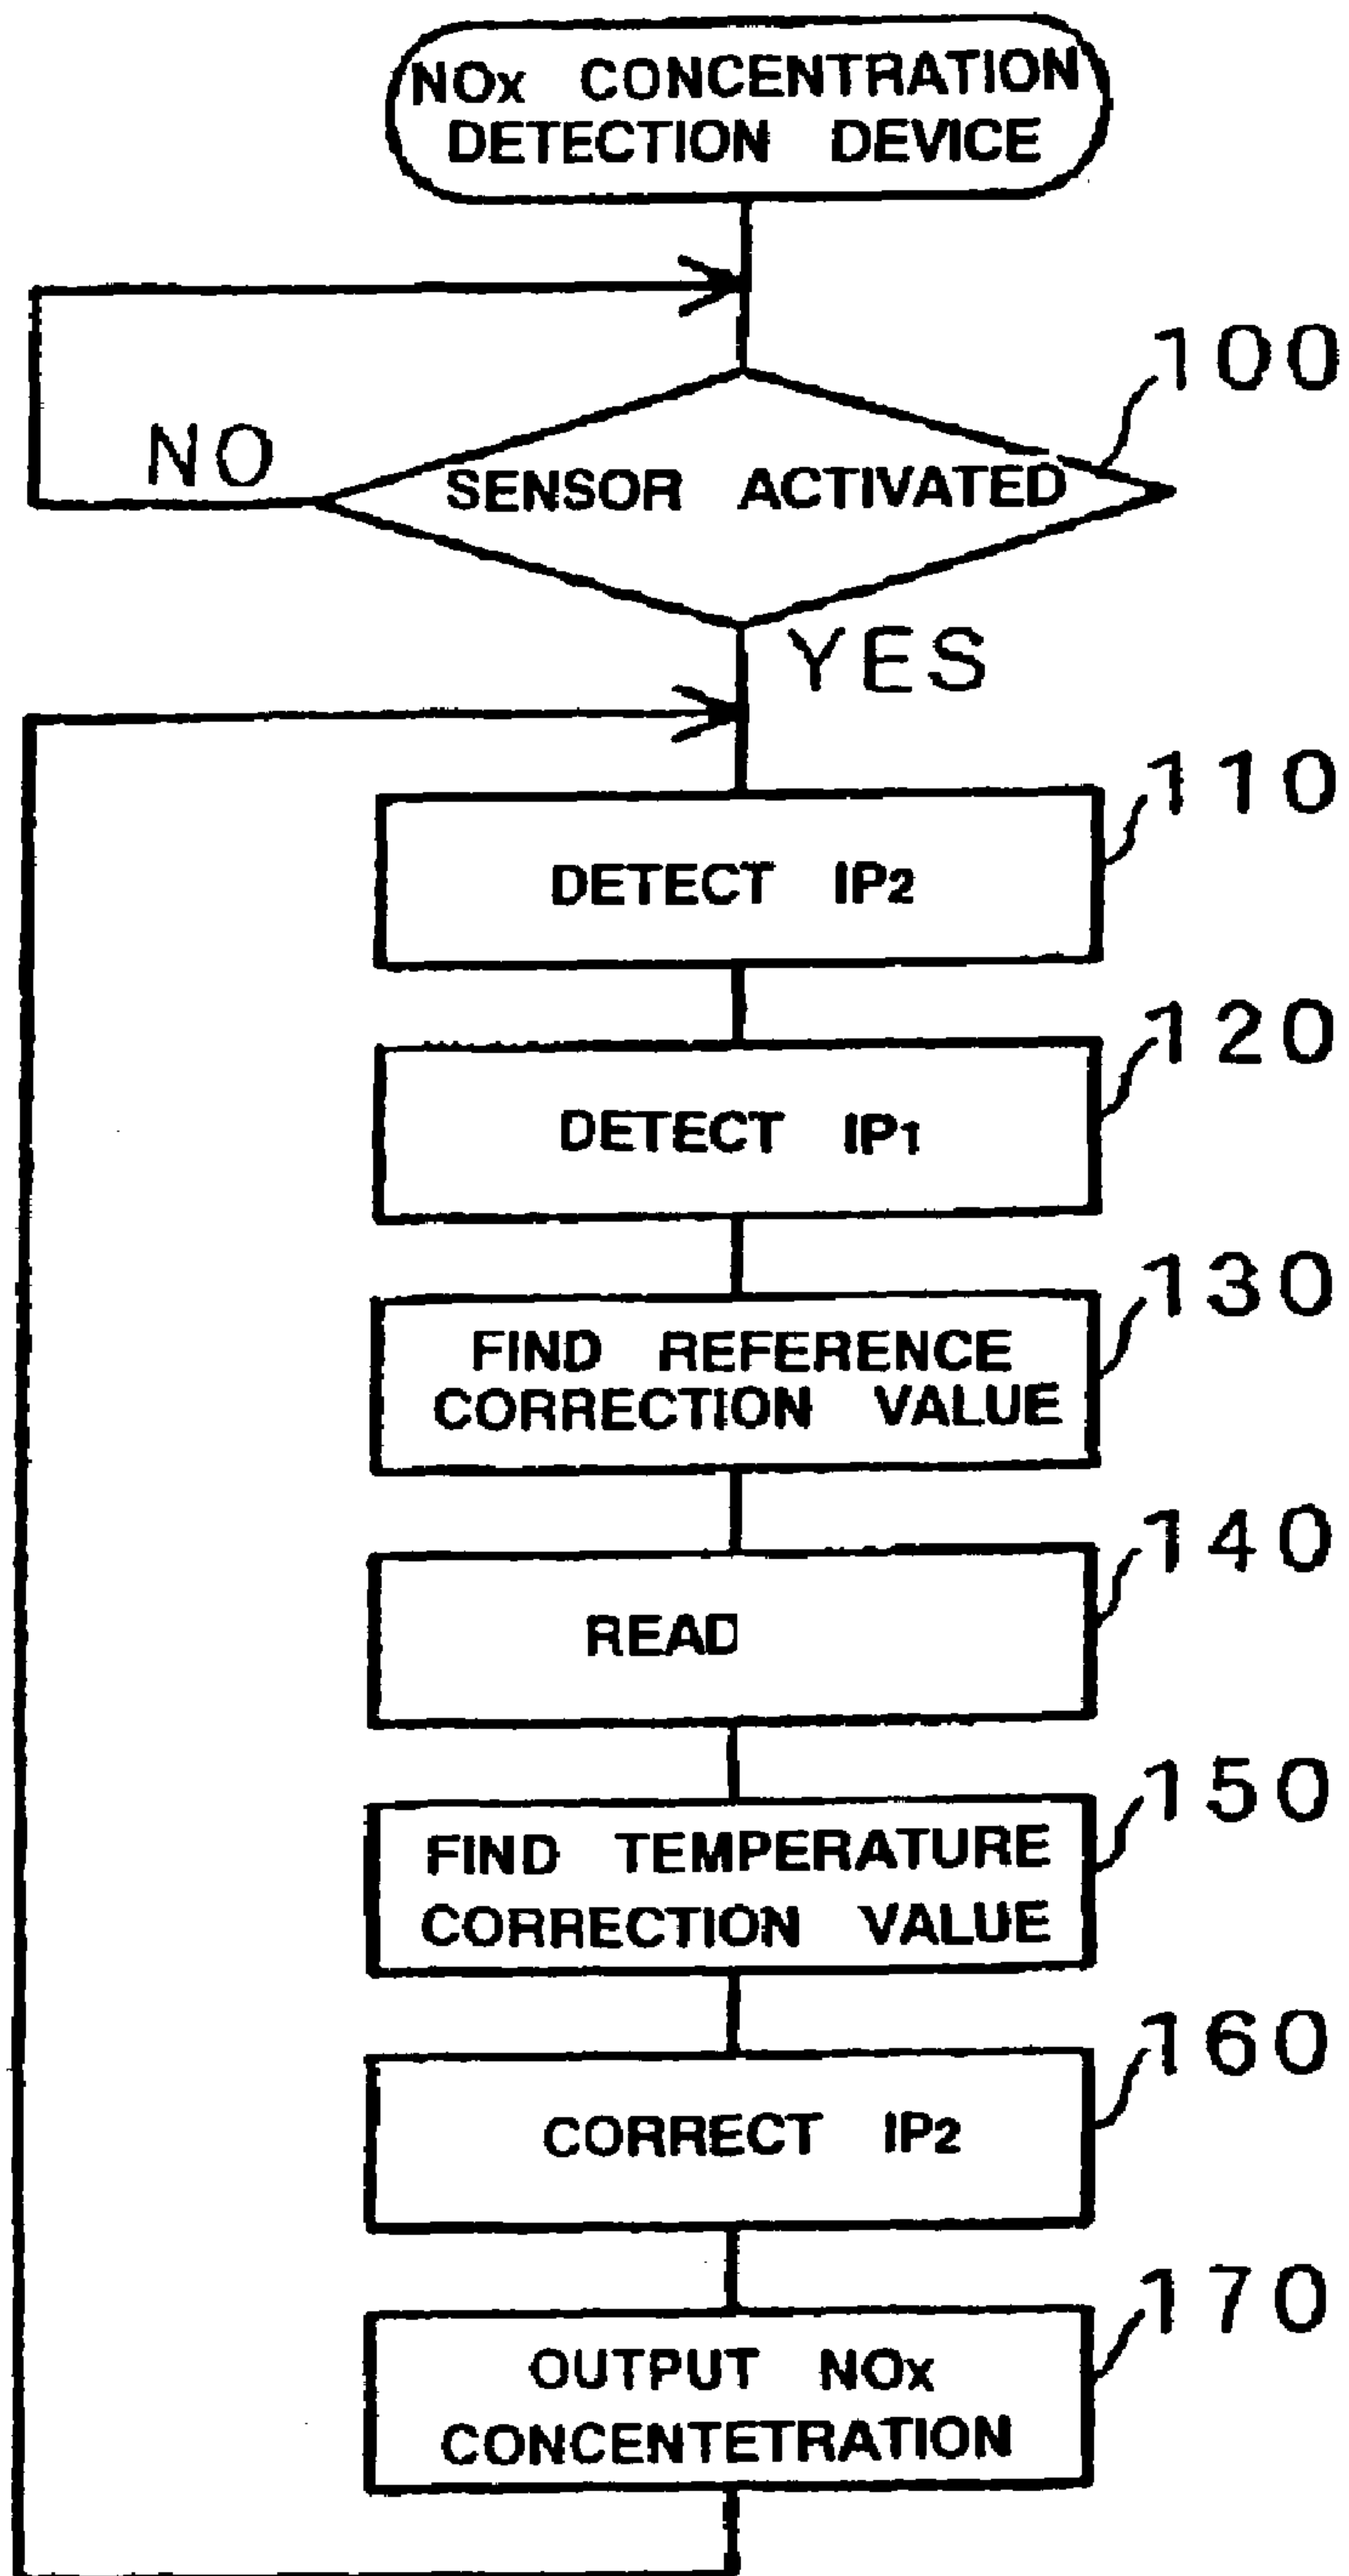 NOx CONCENTRATION
DETECTION DEVICE
100
NO
SENSOR ACTIVATED
YES
110
DETECT IP2
120
DETECT IP1
130
FIND REFERENCE
CORRECTION VALUE
140
READ
150
FIND TEMPERATURE
CORRECTION VALUE
160
CORRECT IP2
170
OUTPUT NOx
CONCENTETRATION